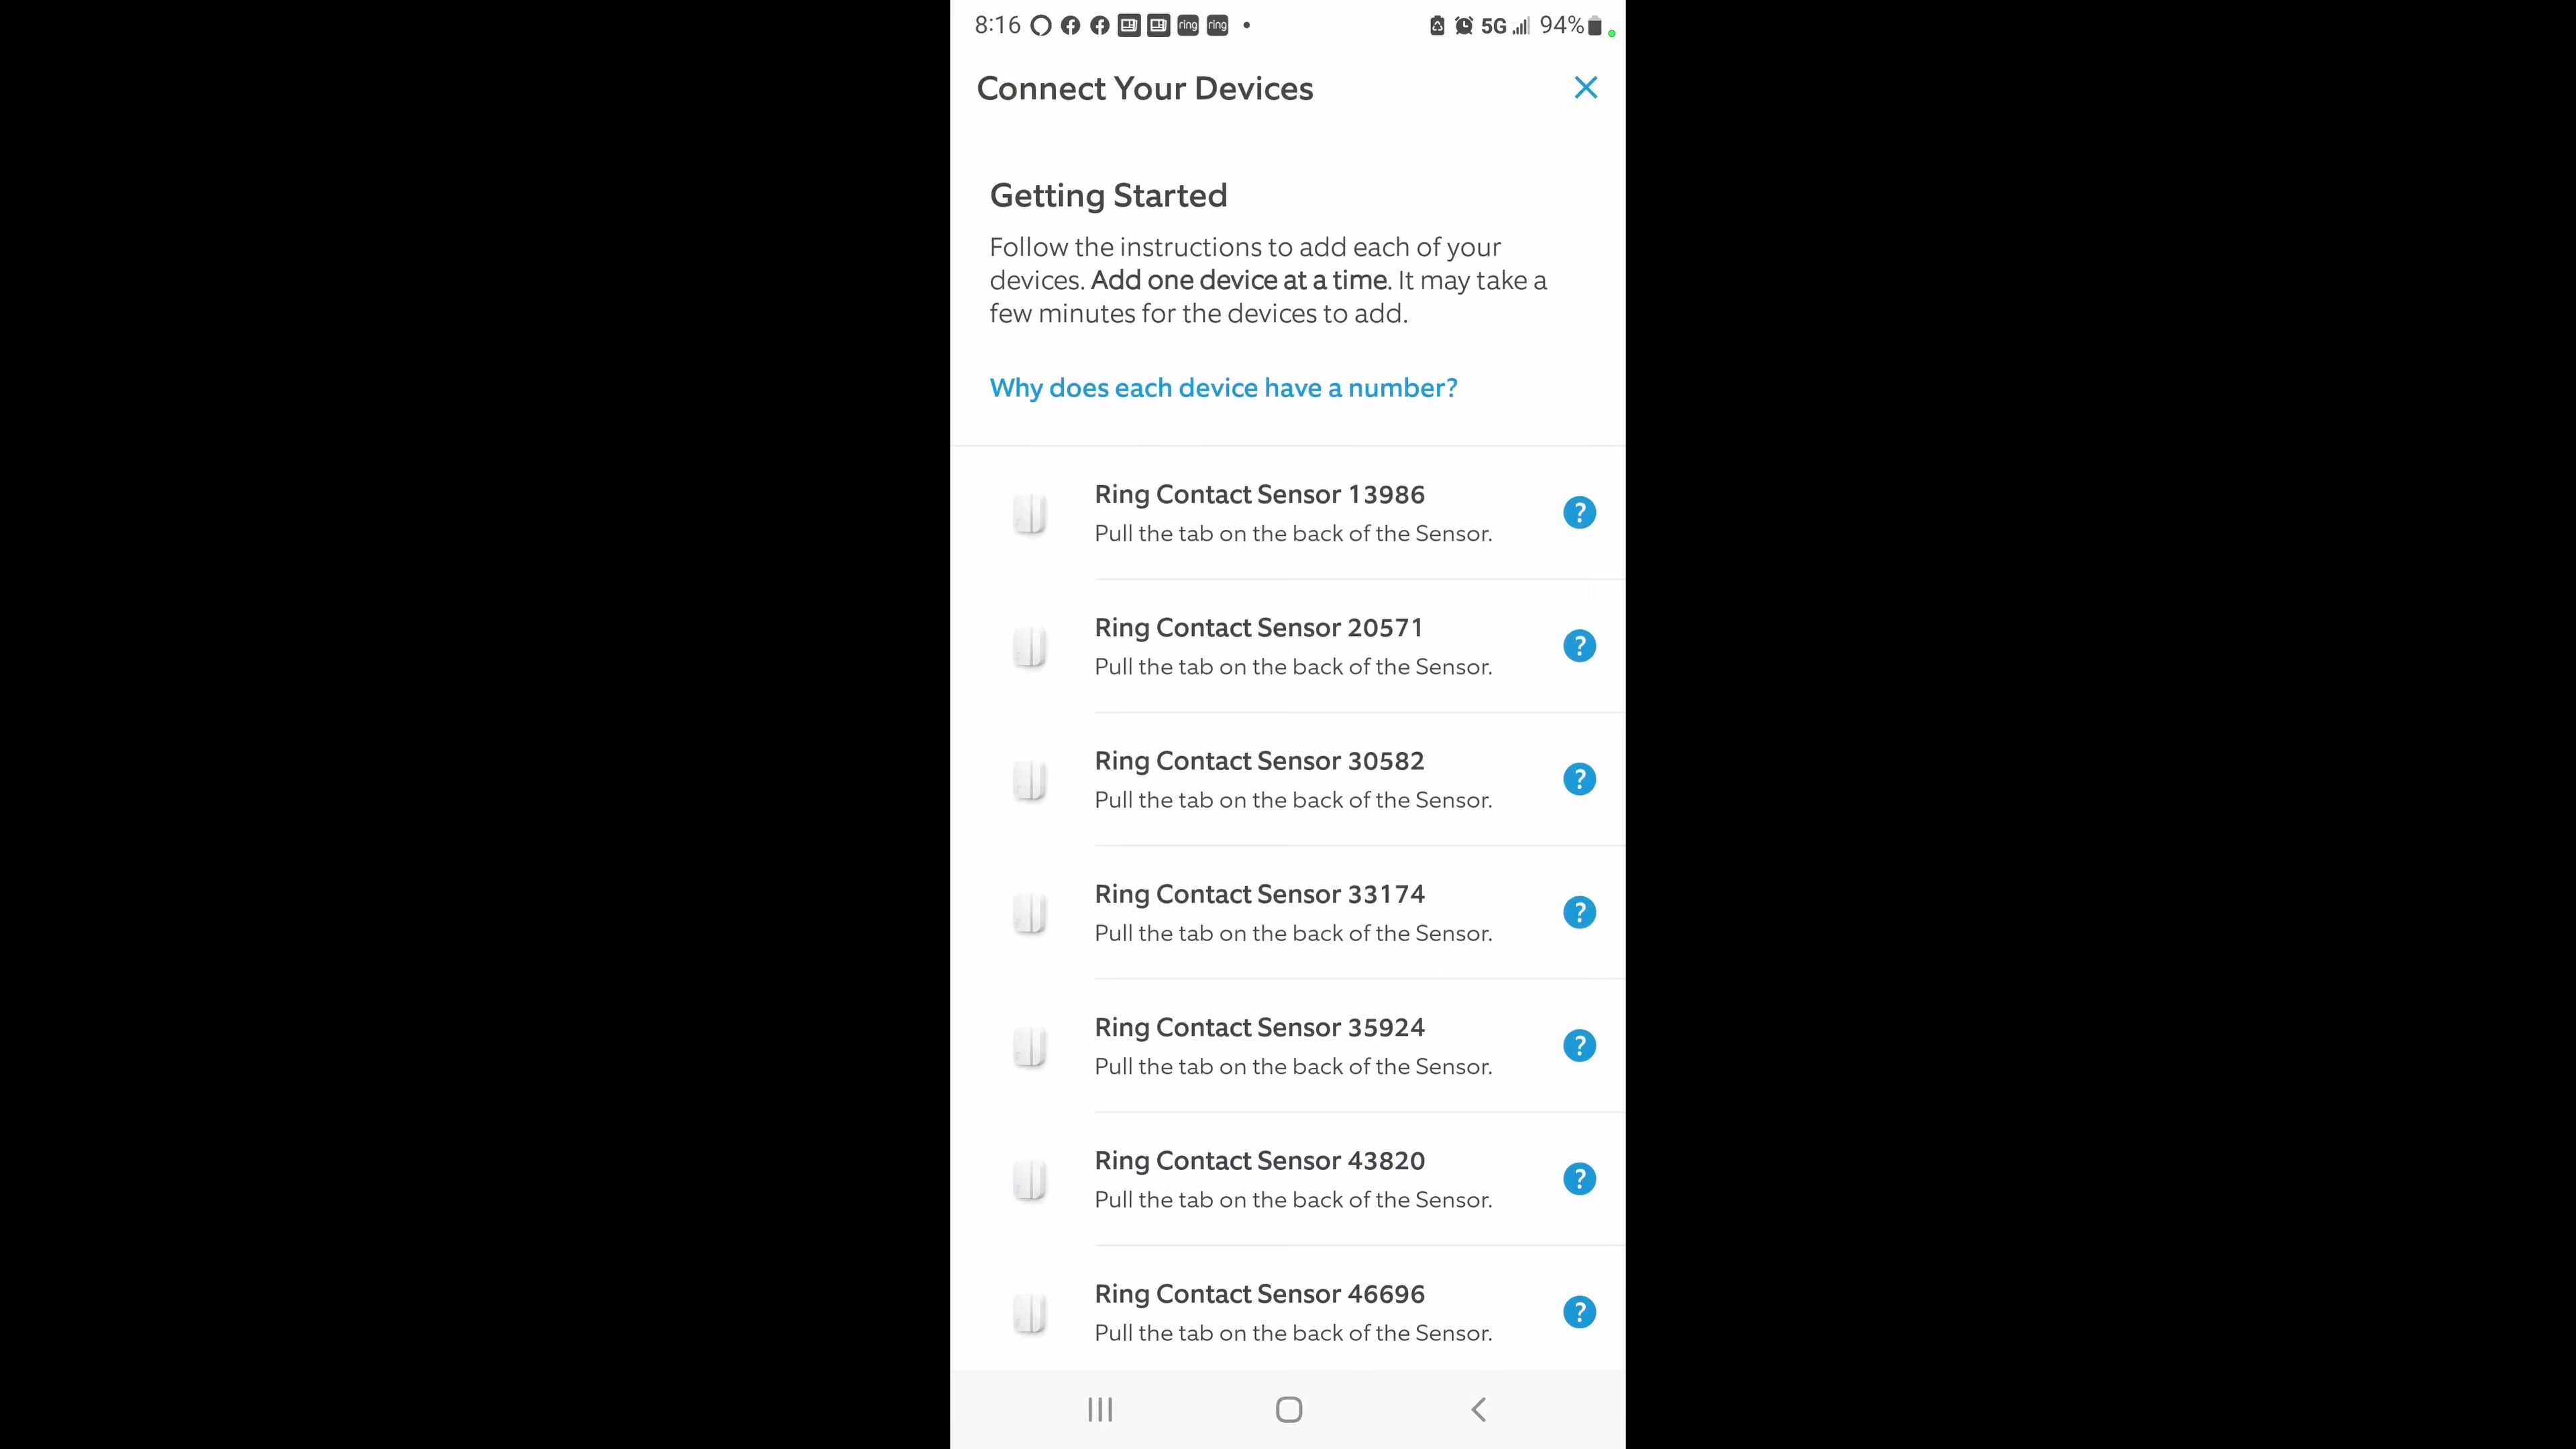 8:16 ring ring 5G 94%
Connect Your Devices
Getting Started
Follow the instructions to add each of your
devices. Add one device at a time. It may take a
few minutes for the devices to add.
Why does each device have a number?
Ring Contact Sensor 13986
Pull the tab on the back of the Sensor.
?
Ring Contact Sensor 20571
Pull the tab on the back of the Sensor.
?
Ring Contact Sensor 30582
Pull the tab on the back of the Sensor.
?
Ring Contact Sensor 33174
Pull the tab on the back of the Sensor.
?
Ring Contact Sensor 35924
Pull the tab on the back of the Sensor.
?
Ring Contact Sensor 43820
Pull the tab on the back of the Sensor.
?
Ring Contact Sensor 46696
Pull the tab on the back of the Sensor.
?